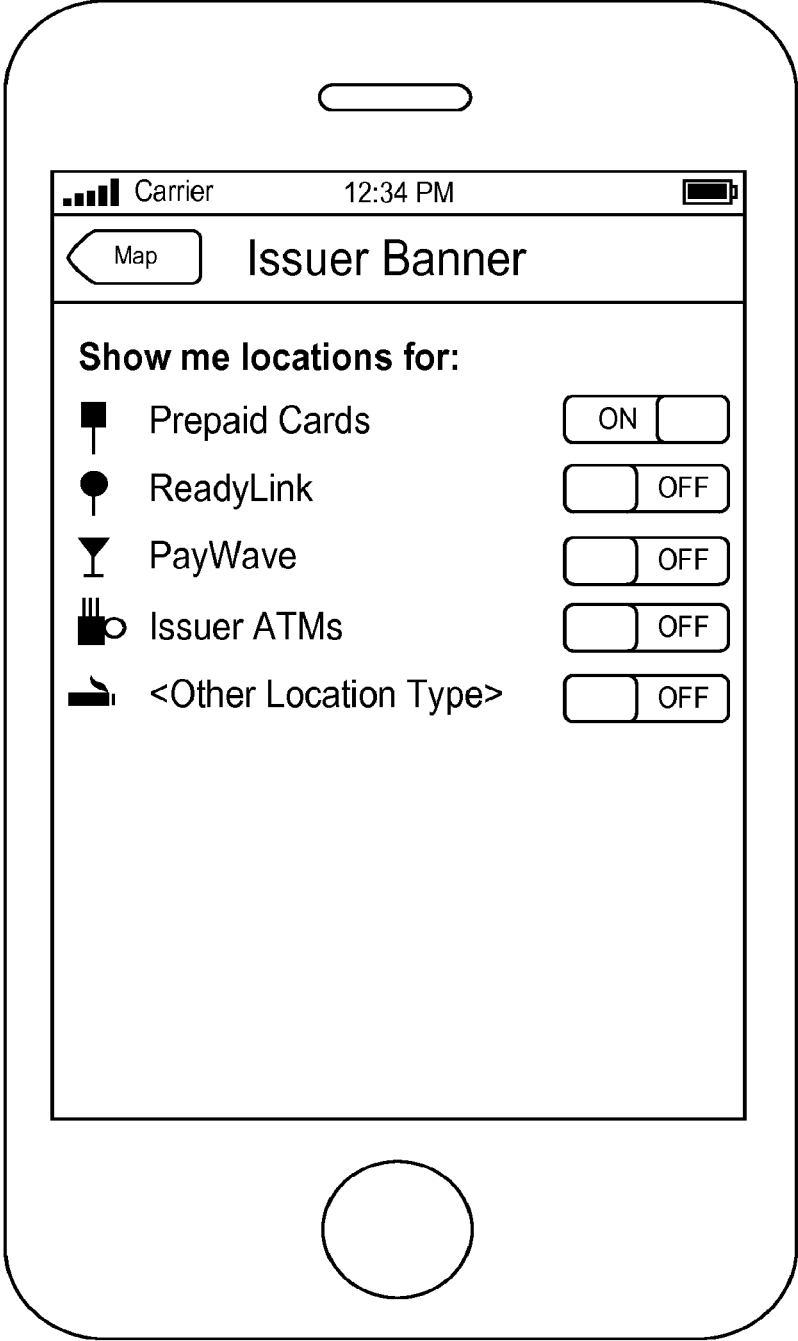 Carrier 12:34 PM
Map Issuer Banner
Show me locations for:
Prepaid Cards ON
ReadyLink OFF
PayWave OFF
Issuer ATMs OFF
<Other Location Type> OFF